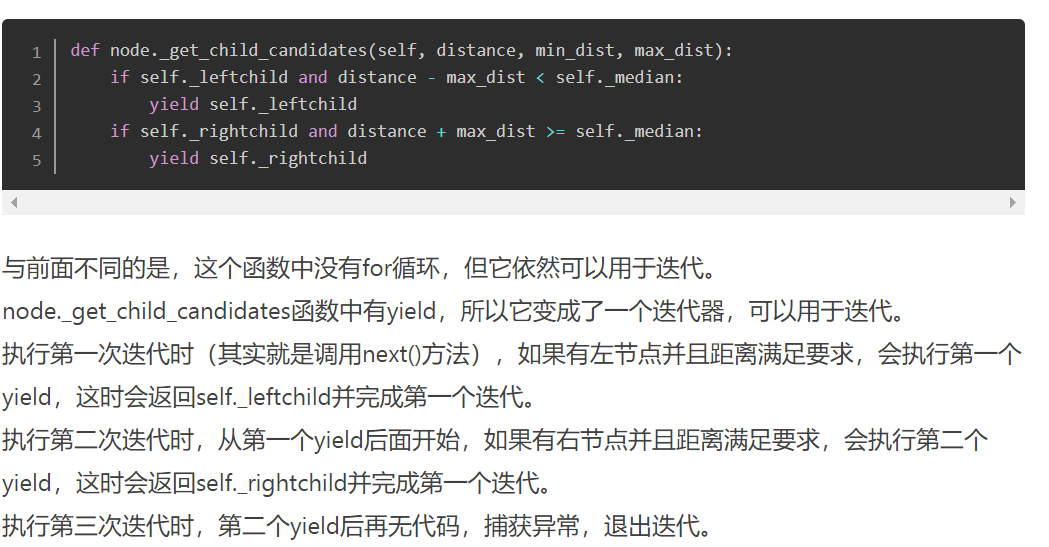 1 def node._get_child_candidates(self, distance, min_dist, max_dist):
2     if self._leftchild and distance - max_dist < self._median:
3         yield self._leftchild
4     if self._rightchild and distance + max_dist >= self._median:
5         yield self._rightchild
与前面不同的是，这个函数中没有for循环，但它依然可以用于迭代。
node._get_child_candidates函数中有yield，所以它变成了一个迭代器，可以用于迭代。
执行第一次迭代时（其实就是调用next()方法），如果有左节点并且距离满足要求，会执行第一个
yield，这时会返回self._leftchild并完成第一个迭代。
执行第二次迭代时，从第一个yield后面开始，如果有右节点并且距离满足要求，会执行第二个
yield，这时会返回self._rightchild并完成第一个迭代。
执行第三次迭代时，第二个yield后再无代码，捕获异常，退出迭代。